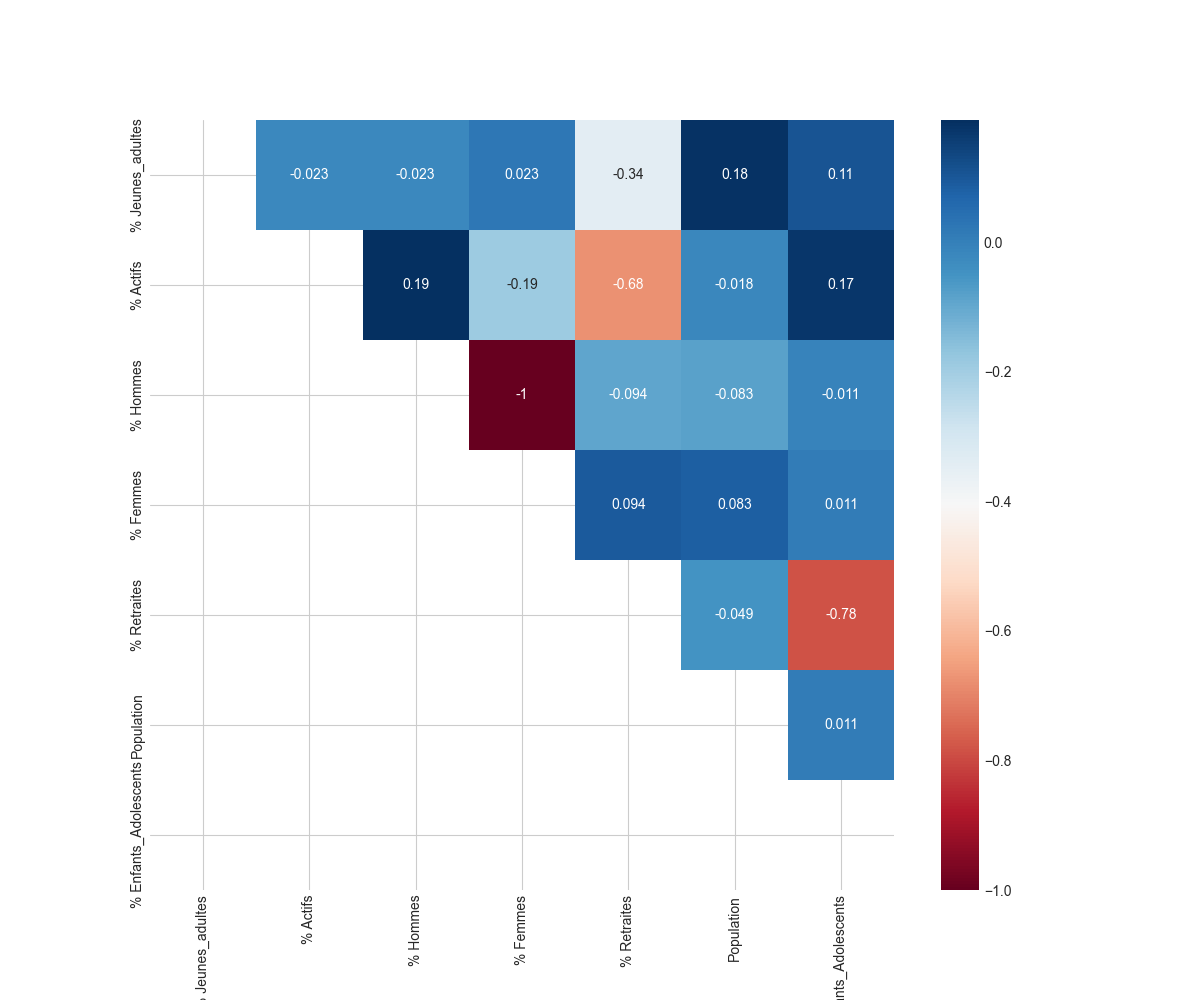 % Jeunes_adultes
-0.023 -0.023 0.023 -0.34 0.18 0.11
% Actifs
0.19 -0.19 -0.68 -0.018 0.17
% Hommes
-1 -0.094 -0.083 -0.011
% Femmes
0.094 0.083 0.011
% Retraites
-0.049 -0.78
Population
0.011
% Enfants_Adolescents
Jeunes_adultes
% Actifs
% Hommes
% Femmes
% Retraites
Population
nts_Adolescents
0.0
−0.2
−0.4
−0.6
−0.8
−1.0